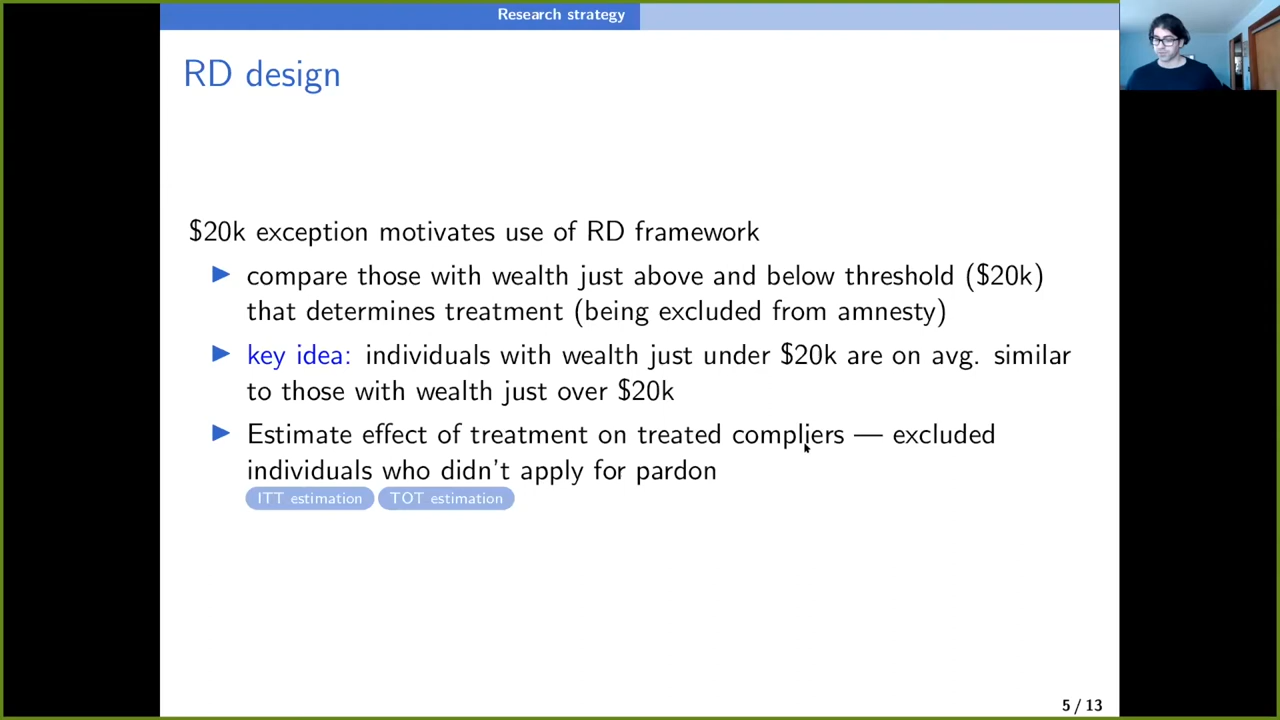 Research strategy
RD design
$20k exception motivates use of RD framework
compare those with wealth just above and below threshold ($20k)
that determines treatment (being excluded from amnesty)
key idea: individuals with wealth just under $20k are on avg. similar
to those with wealth just over $20k
Estimate effect of treatment on treated compliers — excluded
individuals who didn't apply for pardon
ITT estimation TOT estimation
5 / 13